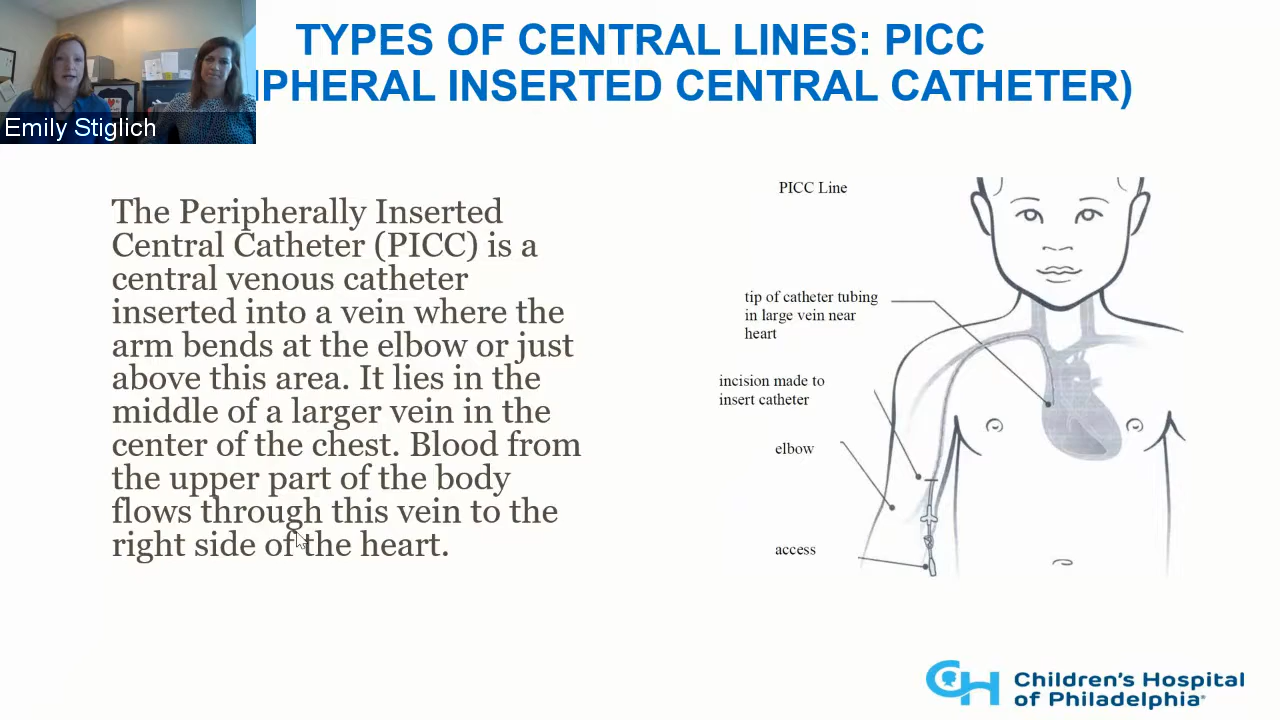 TYPES OF CENTRAL LINES: PICC
IPHERAL INSERTED CENTRAL CATHETER)
Emily Stiglich
The Peripherally Inserted
Central Catheter (PICC) is a
central venous catheter
inserted into a vein where the
arm bends at the elbow or just
above this area. It lies in the
middle of a larger vein in the
center of the chest. Blood from
the upper part of the body
flows through this vein to the
right side of the heart.
PICC Line
tip of catheter tubing
in large vein near
heart
incision made to
insert catheter
elbow
access
CH
Children's Hospital
of Philadelphia